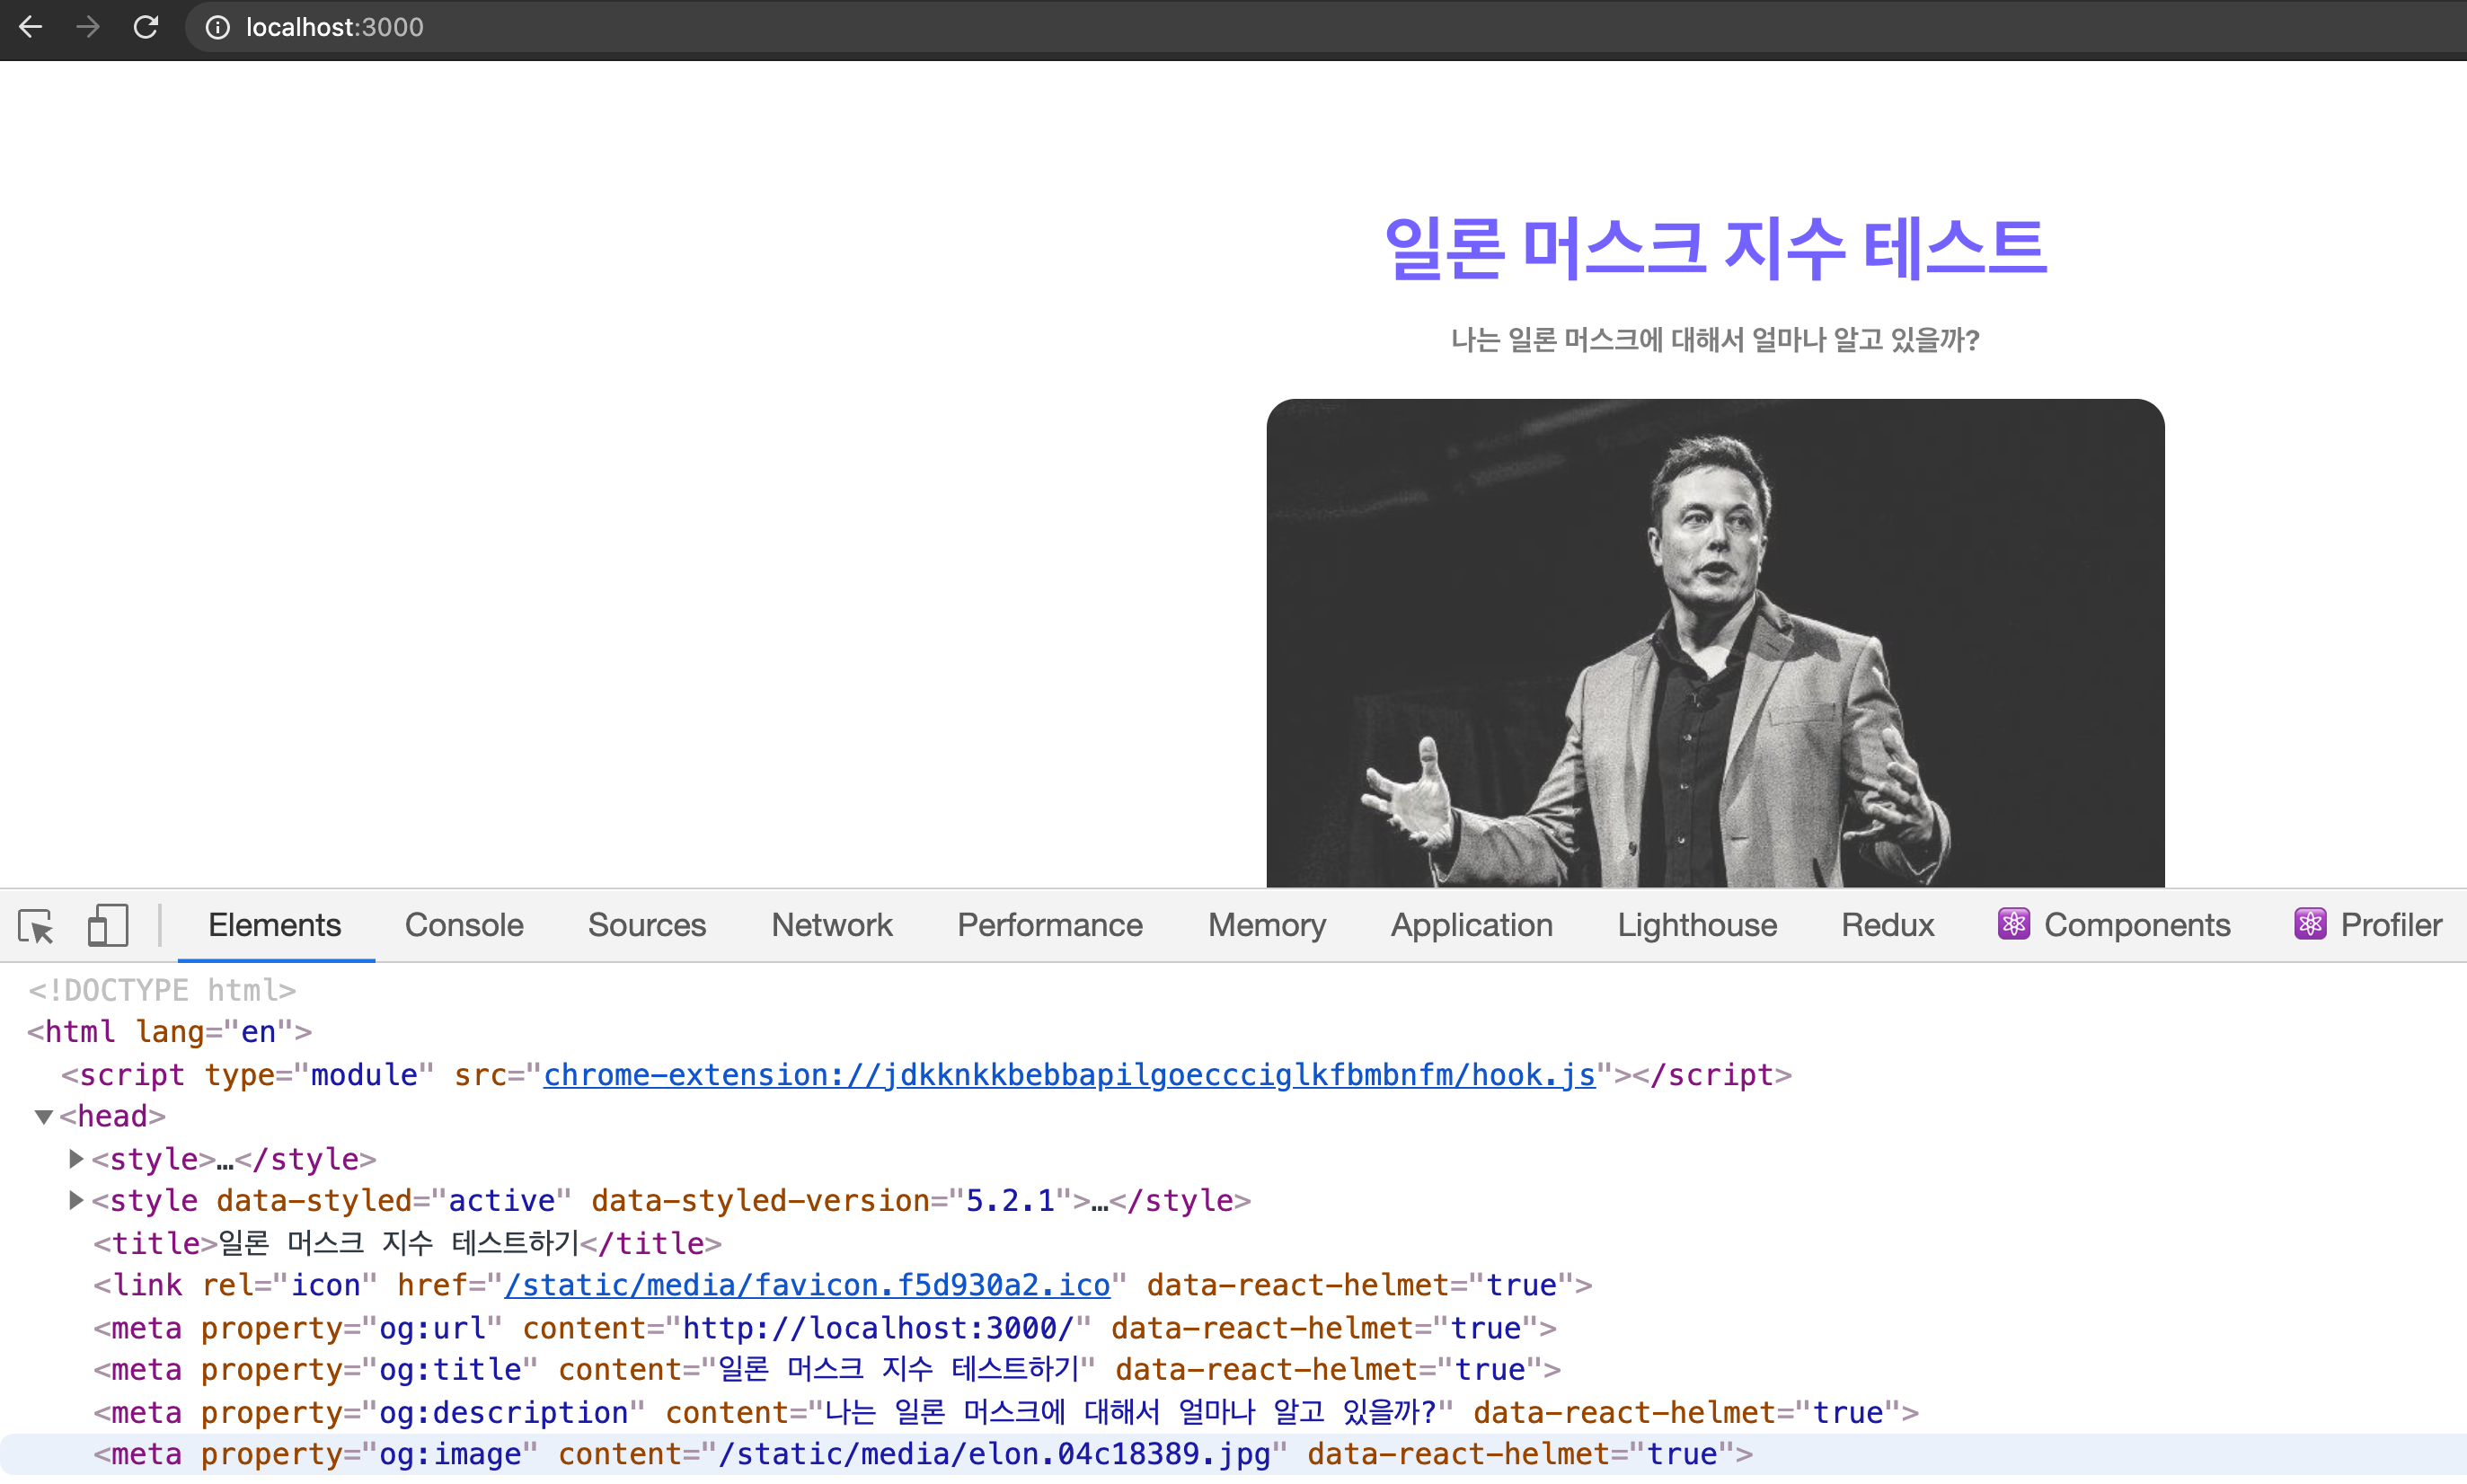 localhost:3000
일론 머스크 지수 테스트
나는 일론 머스크에 대해서 얼마나 알고 있을까?
Elements Console Sources Network Performance Memory Application Lighthouse Redux Components Profiler
<!DOCTYPE html>
<html lang="en">
<script type="module" src="chrome-extension://jdkknkkbebbapilgoeccciglkfbmbnfm/hook.js"></script>
<head>
<style>…</style>
<style data-styled="active" data-styled-version="5.2.1">…</style>
<title>일론 머스크 지수 테스트하기</title>
<link rel="icon" href="/static/media/favicon.f5d930a2.ico" data-react-helmet="true">
<meta property="og:url" content="http://localhost:3000/" data-react-helmet="true">
<meta property="og:title" content="일론 머스크 지수 테스트하기" data-react-helmet="true">
<meta property="og:description" content="나는 일론 머스크에 대해서 얼마나 알고 있을까?" data-react-helmet="true">
<meta property="og:image" content="/static/media/elon.04c18389.jpg" data-react-helmet="true">